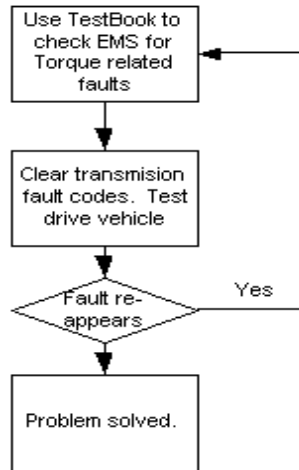 Use TestBook to
check EMS for
Torque related
faults
Clear transmision
fault codes. Test
drive vehicle
Fault re-
appears
Yes
Problem solved.